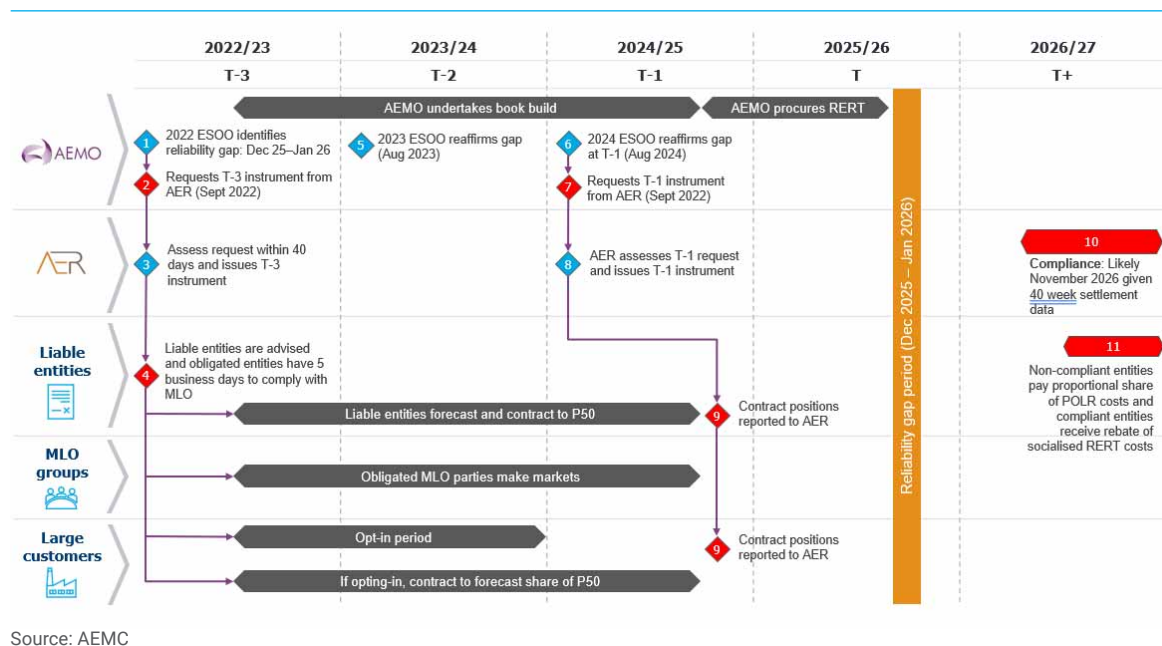 2022/23
2023/24
2024/25
2025/26
2026/27
T-3
T-2
T-1
T
T+
AEMO undertakes book build
AEMO procures RERT
AEMO
1
2022 ESOO identifies
reliability gap: Dec 25–Jan 26
5
2023 ESOO reaffirms gap
(Aug 2023)
6
2024 ESOO reaffirms gap
at T-1 (Aug 2024)
2
Requests T-3 instrument from
AER (Sept 2022)
7
Requests T-1 instrument
from AER (Sept 2022)
AER
3
Assess request within 40
days and issues T-3
instrument
8
AER assesses T-1 request
and issues T-1 instrument
10
Compliance: Likely
November 2026 given
40 week settlement
data
Reliability gap period (Dec 2025 – Jan 2026)
Liable
entities
4
Liable entities are advised
and obligated entities have 5
business days to comply with
MLO
Liable entities forecast and contract to P50
9
Contract positions
reported to AER
11
Non-compliant entities
pay proportional share
of POLR costs and
compliant entities
receive rebate of
socialised RERT costs
MLO
groups
Obligated MLO parties make markets
Large
customers
Opt-in period
9
Contract positions
reported to AER
If opting-in, contract to forecast share of P50
Source: AEMC